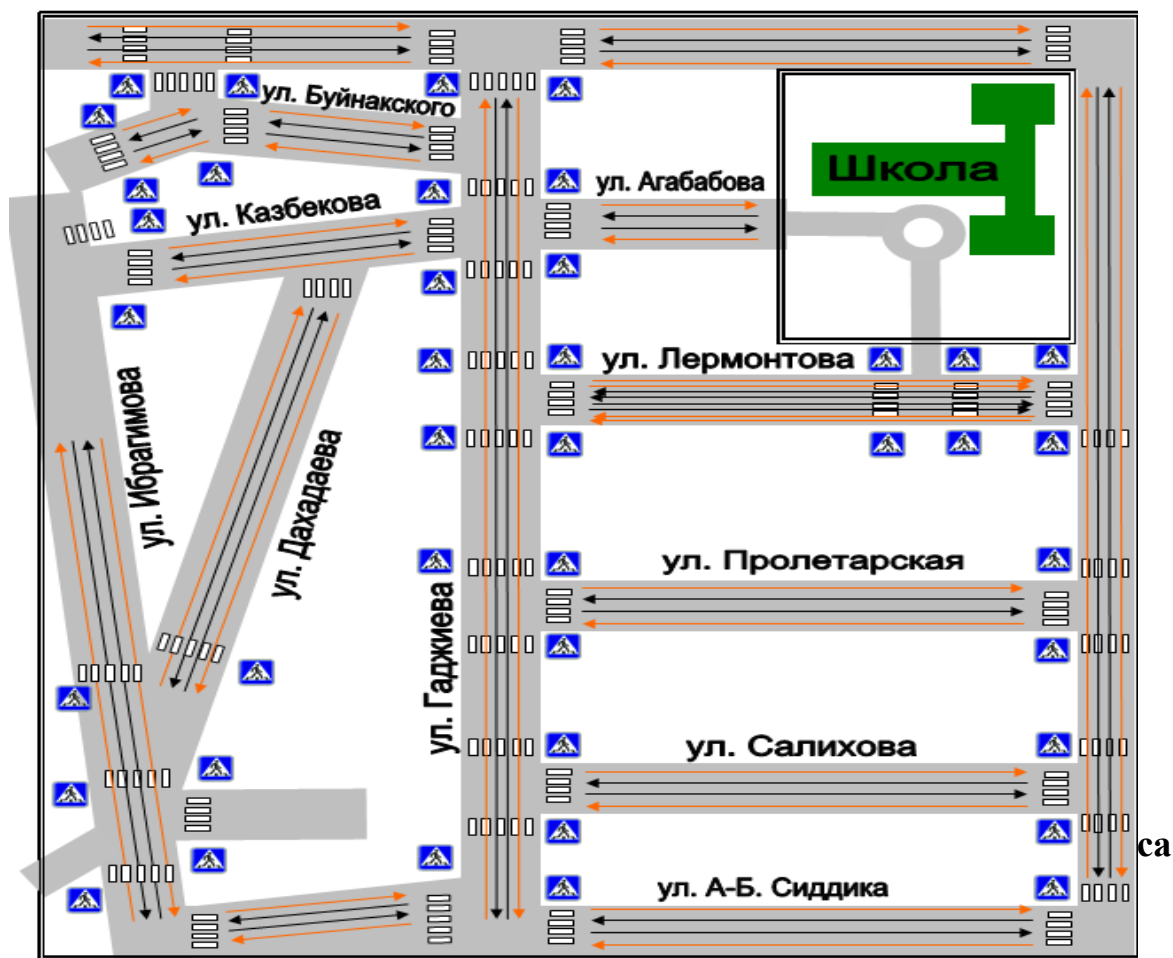 ул. Буйнакского
ул. Агабабова
Школа
ул. Казбекова
ул. Лермонтова
ул. Ибрагимова
ул. Дахадаева
ул. Пролетарская
ул. Гаджиева
ул. Салихова
са
ул. А-Б. Сиддика